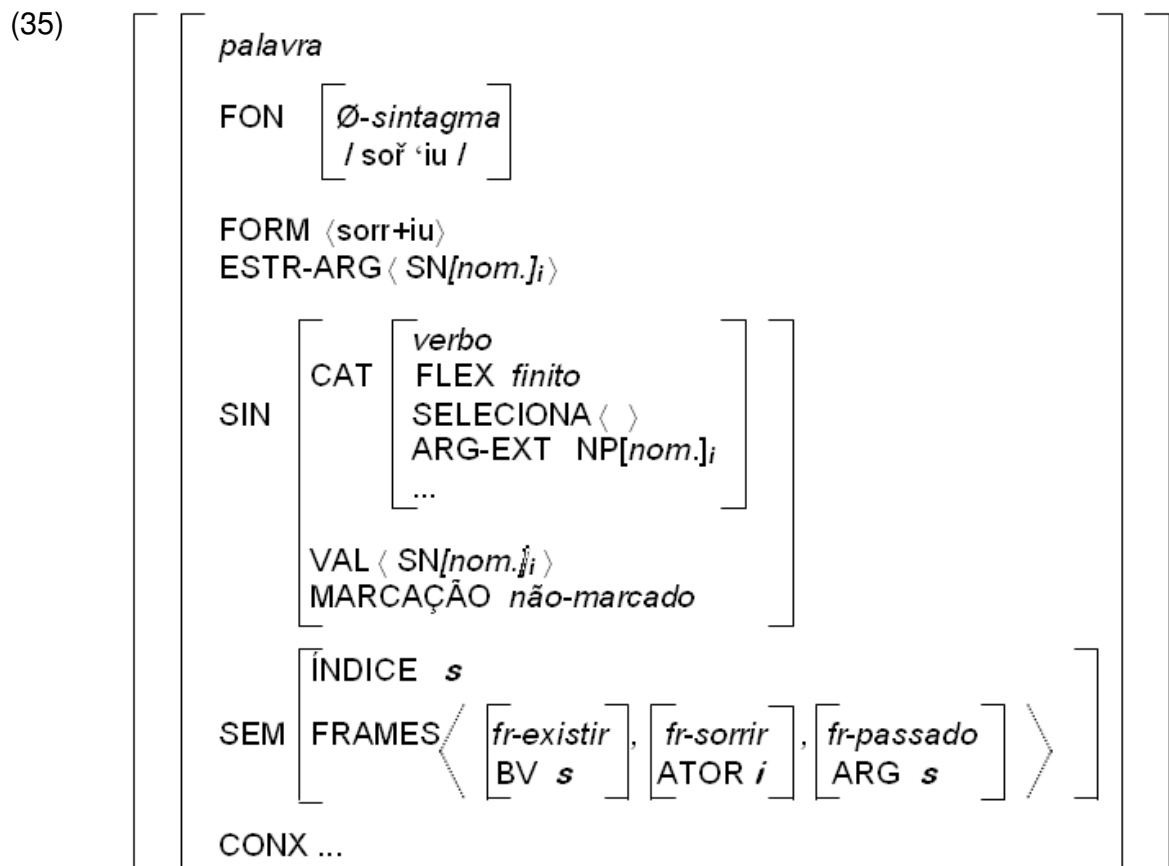 (35)
palavra
FON Ø-sintagma
/ soř ‘iu /
FORM 〈sorr+iu〉
ESTR-ARG〈 SN[nom.]i〉
verbo
CAT FLEX finito
SIN SELECIONA〈 〉
ARG-EXT NP[nom.]i
...
VAL〈 SN[nom.]i〉
MARCAÇÃO não-marcado
ÍNDICE s
SEM FRAMES〈 fr-existir, fr-sorrir, fr-passado 〉
BV s ATOR i ARG s
CONX ...